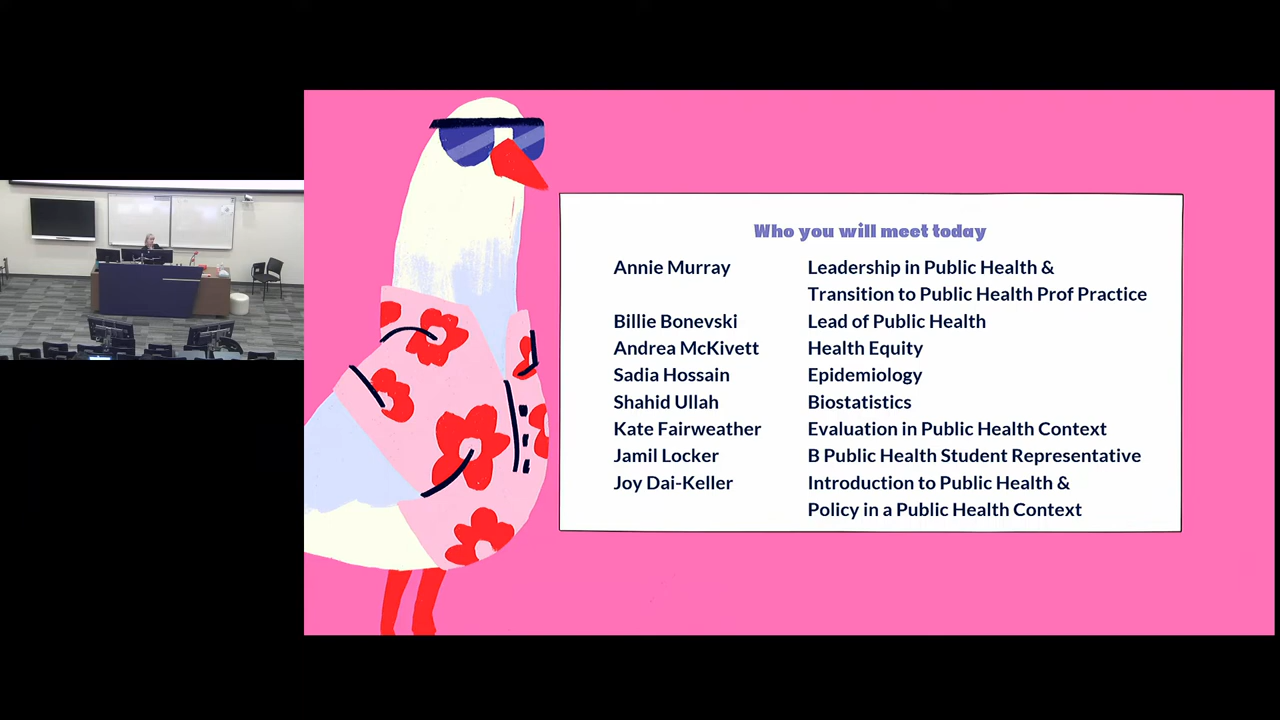 Who you will meet today
Annie Murray Leadership in Public Health &
Transition to Public Health Prof Practice
Billie Bonevski Lead of Public Health
Andrea McKivett Health Equity
Sadia Hossain Epidemiology
Shahid Ullah Biostatistics
Kate Fairweather Evaluation in Public Health Context
Jamil Locker B Public Health Student Representative
Joy Dai-Keller Introduction to Public Health &
Policy in a Public Health Context